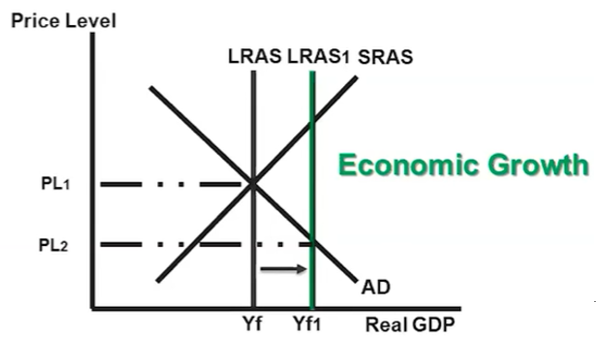 Price Level
LRAS LRAS1 SRAS
Economic Growth
PL1
PL2
AD
Yf Yf1 Real GDP